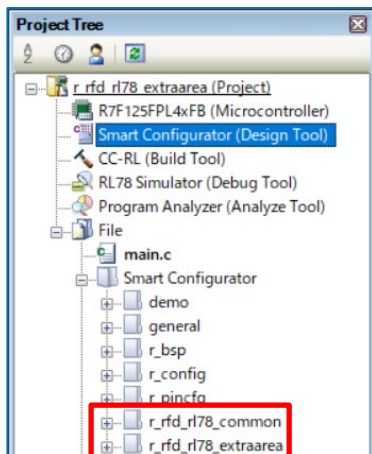 Project Tree
r_rfd_rl78_extraarea (Project)
R7F125FPL4xFB (Microcontroller)
Smart Configurator (Design Tool)
CC-RL (Build Tool)
RL78 Simulator (Debug Tool)
Program Analyzer (Analyze Tool)
File
main.c
Smart Configurator
demo
general
r_bsp
r_config
r_pincfg
r_rfd_rl78_common
r_rfd_rl78_extraarea